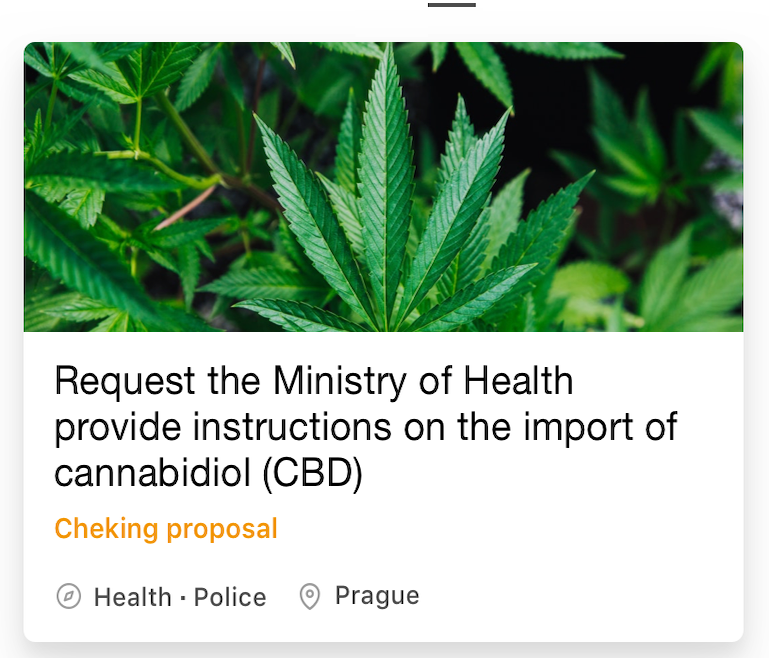 Request the Ministry of Health
provide instructions on the import of
cannabidiol (CBD)
Cheking proposal
Health · Police
Prague